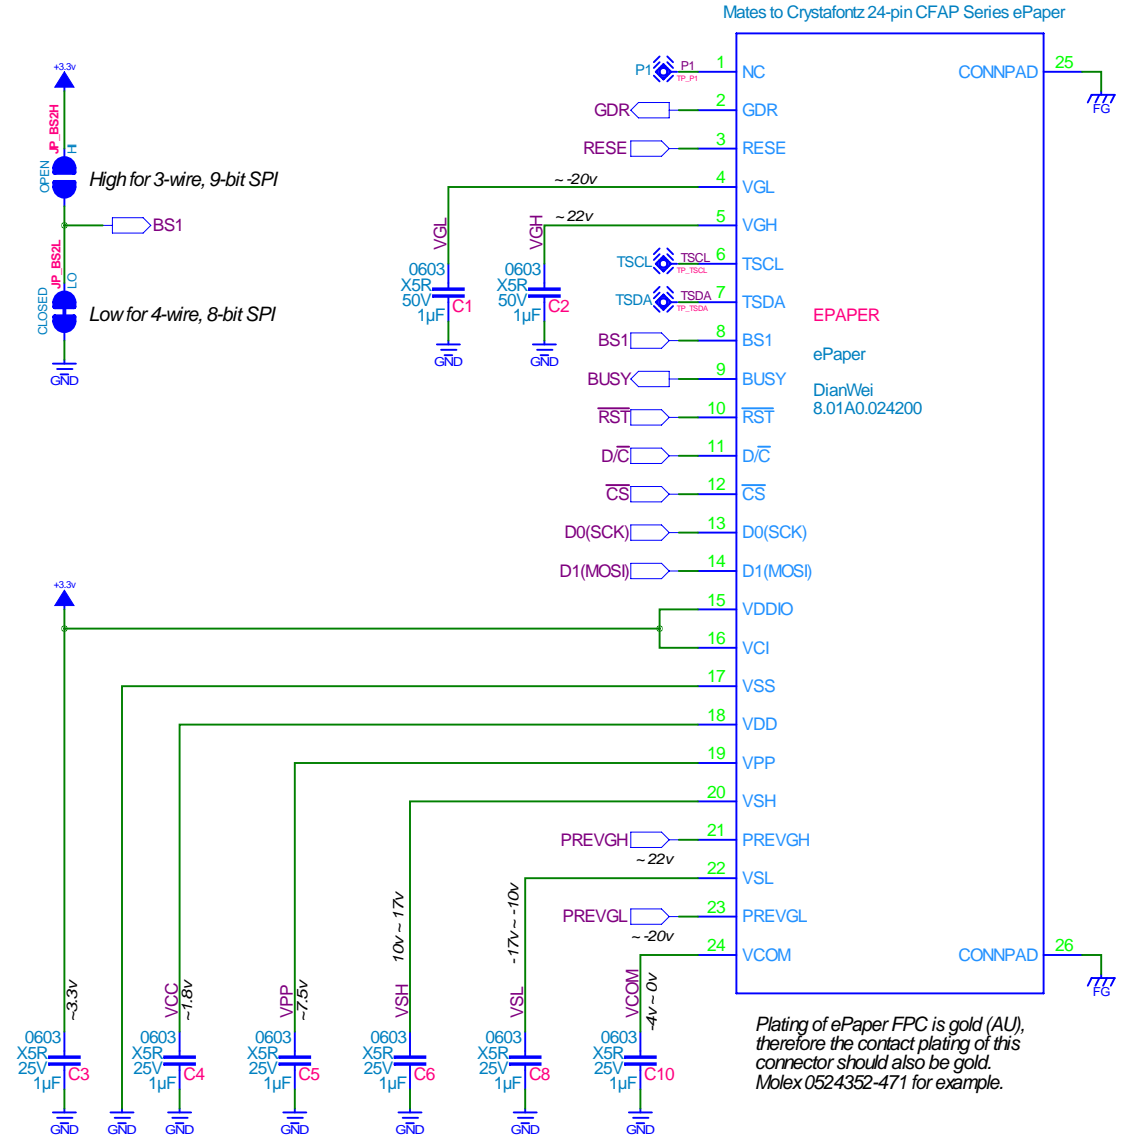 Mates to Crystafontz 24-pin CFAP Series ePaper
+3.3v
JP_BS2H
HI
OPEN
High for 3-wire, 9-bit SPI
BS1
JP_BS2L
LO
CLOSED
Low for 4-wire, 8-bit SPI
GND
P1 P1 1 NC
TP_P1
GDR 2 GDR
RESE 3 RESE
~ -20v 4 VGL
~ 22v 5 VGH
TSCL TSCL 6 TSCL
TP_TSCL
TSDA TSDA 7 TSDA
TP_TSDA
BS1 8 BS1
BUSY 9 BUSY
RST 10 RST
D/C 11 D/C
CS 12 CS
D0(SCK) 13 D0(SCK)
D1(MOSI) 14 D1(MOSI)
15 VDDIO
16 VCI
17 VSS
18 VDD
19 VPP
20 VSH
PREVGH 21 PREVGH
~ 22v
22 VSL
PREVGL 23 PREVGL
~ -20v
24 VCOM
CONNPAD 25
FG
CONNPAD 26
FG
EPAPER
ePaper
DianWei
8.01A0.024200
VGL
0603
X5R
50V
1µF
C1
GND
VGH
0603
X5R
50V
1µF
C2
GND
+3.3v
~3.3v
0603
X5R
25V
1µF
C3
GND
GND
VCC
~1.8v
0603
X5R
25V
1µF
C4
GND
VPP
~7.5v
0603
X5R
25V
1µF
C5
GND
VSH
10v ~ 17v
0603
X5R
25V
1µF
C6
GND
VSL
-17v ~ -10v
0603
X5R
25V
1µF
C8
GND
VCOM
-4v ~ 0v
0603
X5R
25V
1µF
C10
GND
Plating of ePaper FPC is gold (AU),
therefore the contact plating of this
connector should also be gold.
Molex 0524352-471 for example.